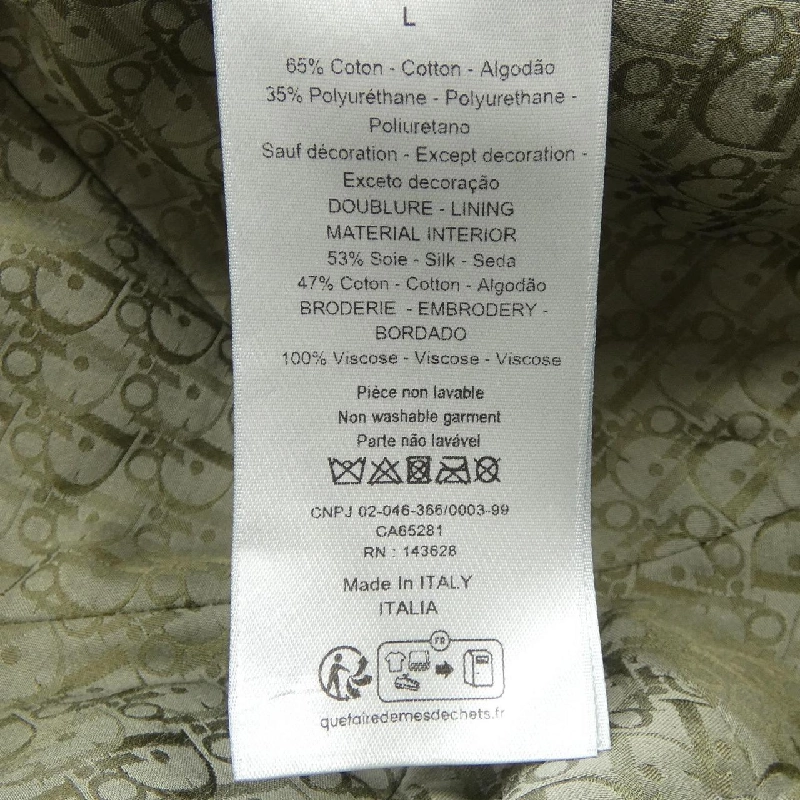 L
65% Coton - Cotton - Algodão
35% Polyuréthane - Polyurethane -
Poliuretano
Sauf décoration - Except decoration -
Exceto decoração
DOUBLURE - LINING
MATERIAL INTERIOR
53% Soie - Silk - Seda
47% Coton - Cotton - Algodão
BRODERIE - EMBRODERY -
BORDADO
100% Viscose - Viscose - Viscose
Pièce non lavable
Non washable garment
Parte não lavável
CNPJ 02-046-366/0003-99
CA65281
RN : 143628
Made In ITALY
ITALIA
FR
quefairedemesdechets.fr